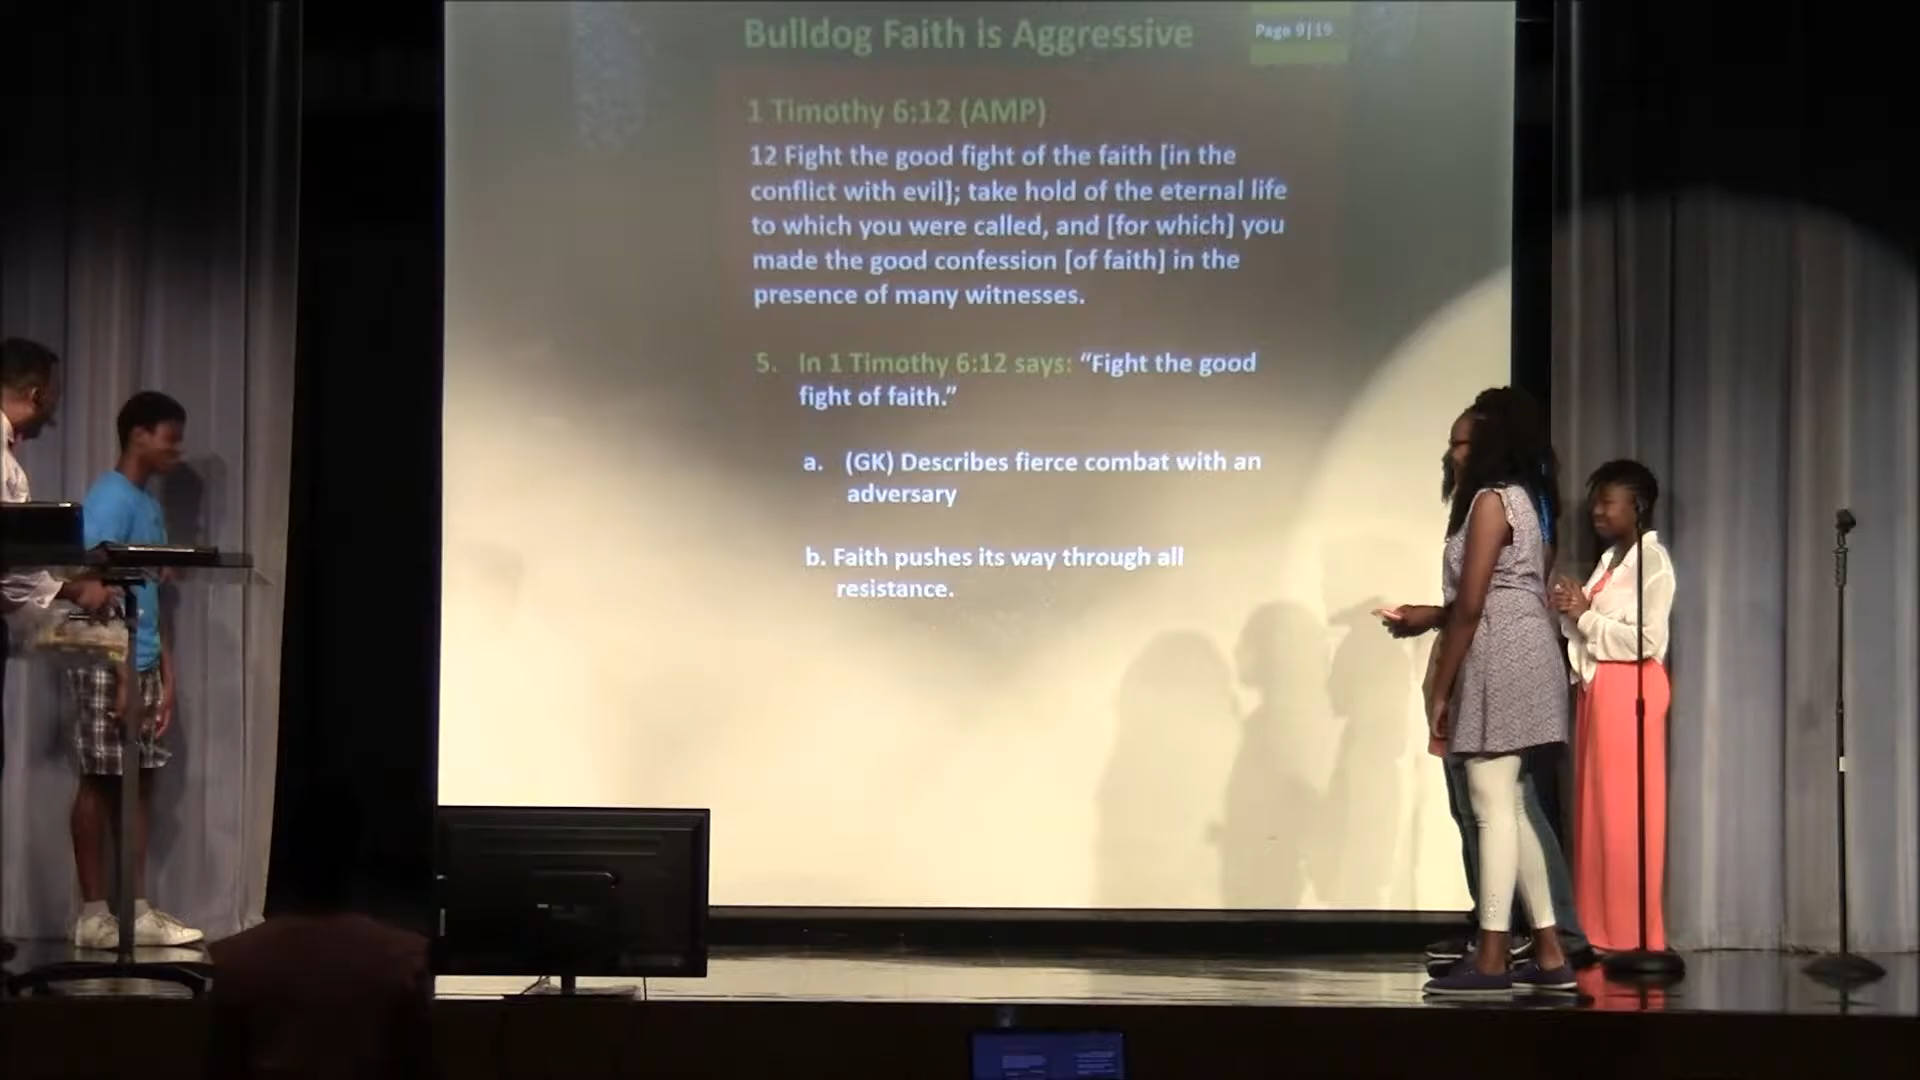 Bulldog Faith is Aggressive
Page 9|19
1 Timothy 6:12 (AMP)
12 Fight the good fight of the faith [in the
conflict with evil]; take hold of the eternal life
to which you were called, and [for which] you
made the good confession [of faith] in the
presence of many witnesses.
5. In 1 Timothy 6:12 says: “Fight the good
fight of faith.”
a. (GK) Describes fierce combat with an
adversary
b. Faith pushes its way through all
resistance.